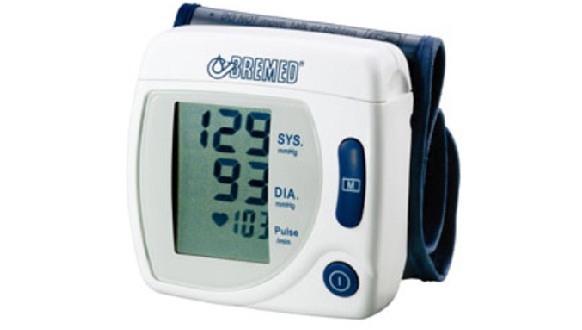 BREMED®
129 SYS.
mmHg
93 DIA.
mmHg
103 Pulse
/min
M